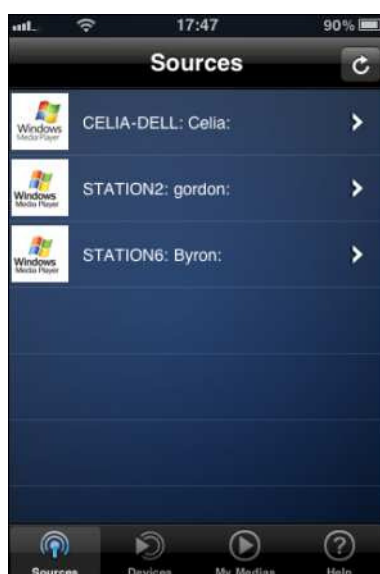 17:47 90%
Sources
Windows
Media Player
CELIA-DELL: Celia:
Windows
Media Player
STATION2: gordon:
Windows
Media Player
STATION6: Byron:
Sources Devices My Medias Help